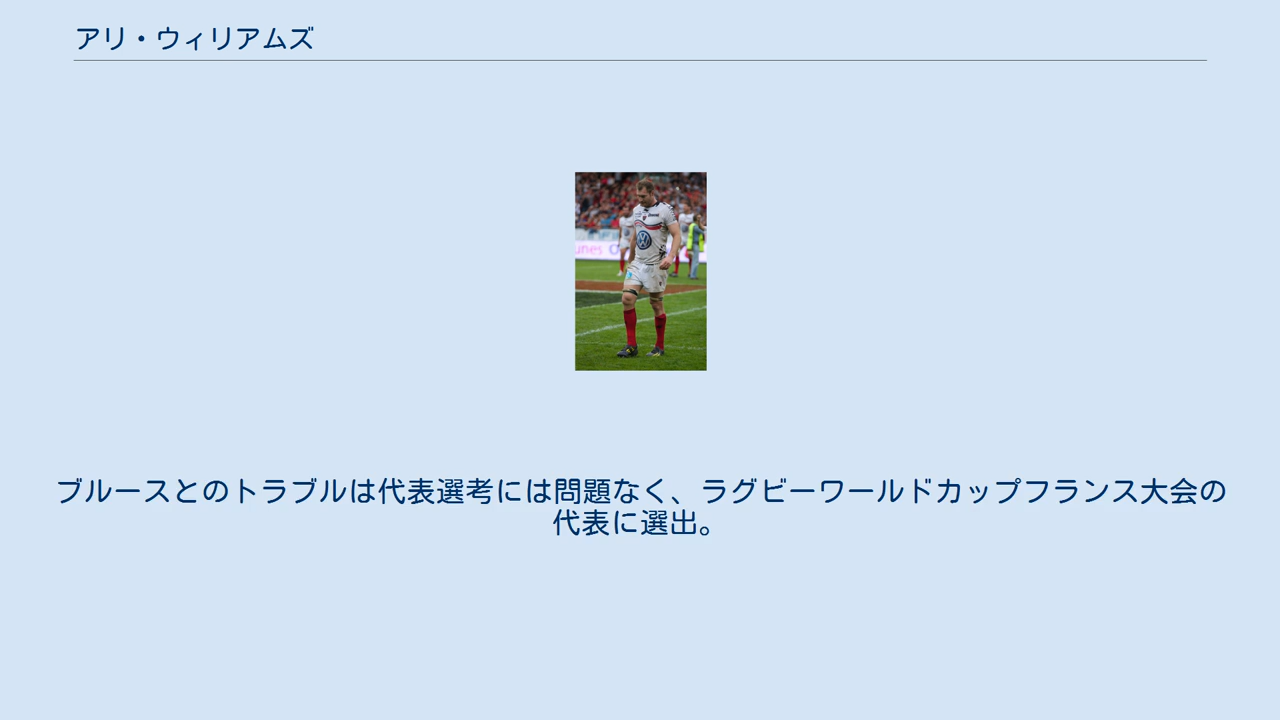 アリ・ウィリアムズ
unes
ブルースとのトラブルは代表選考には問題なく、ラグビーワールドカップフランス大会の
代表に選出。